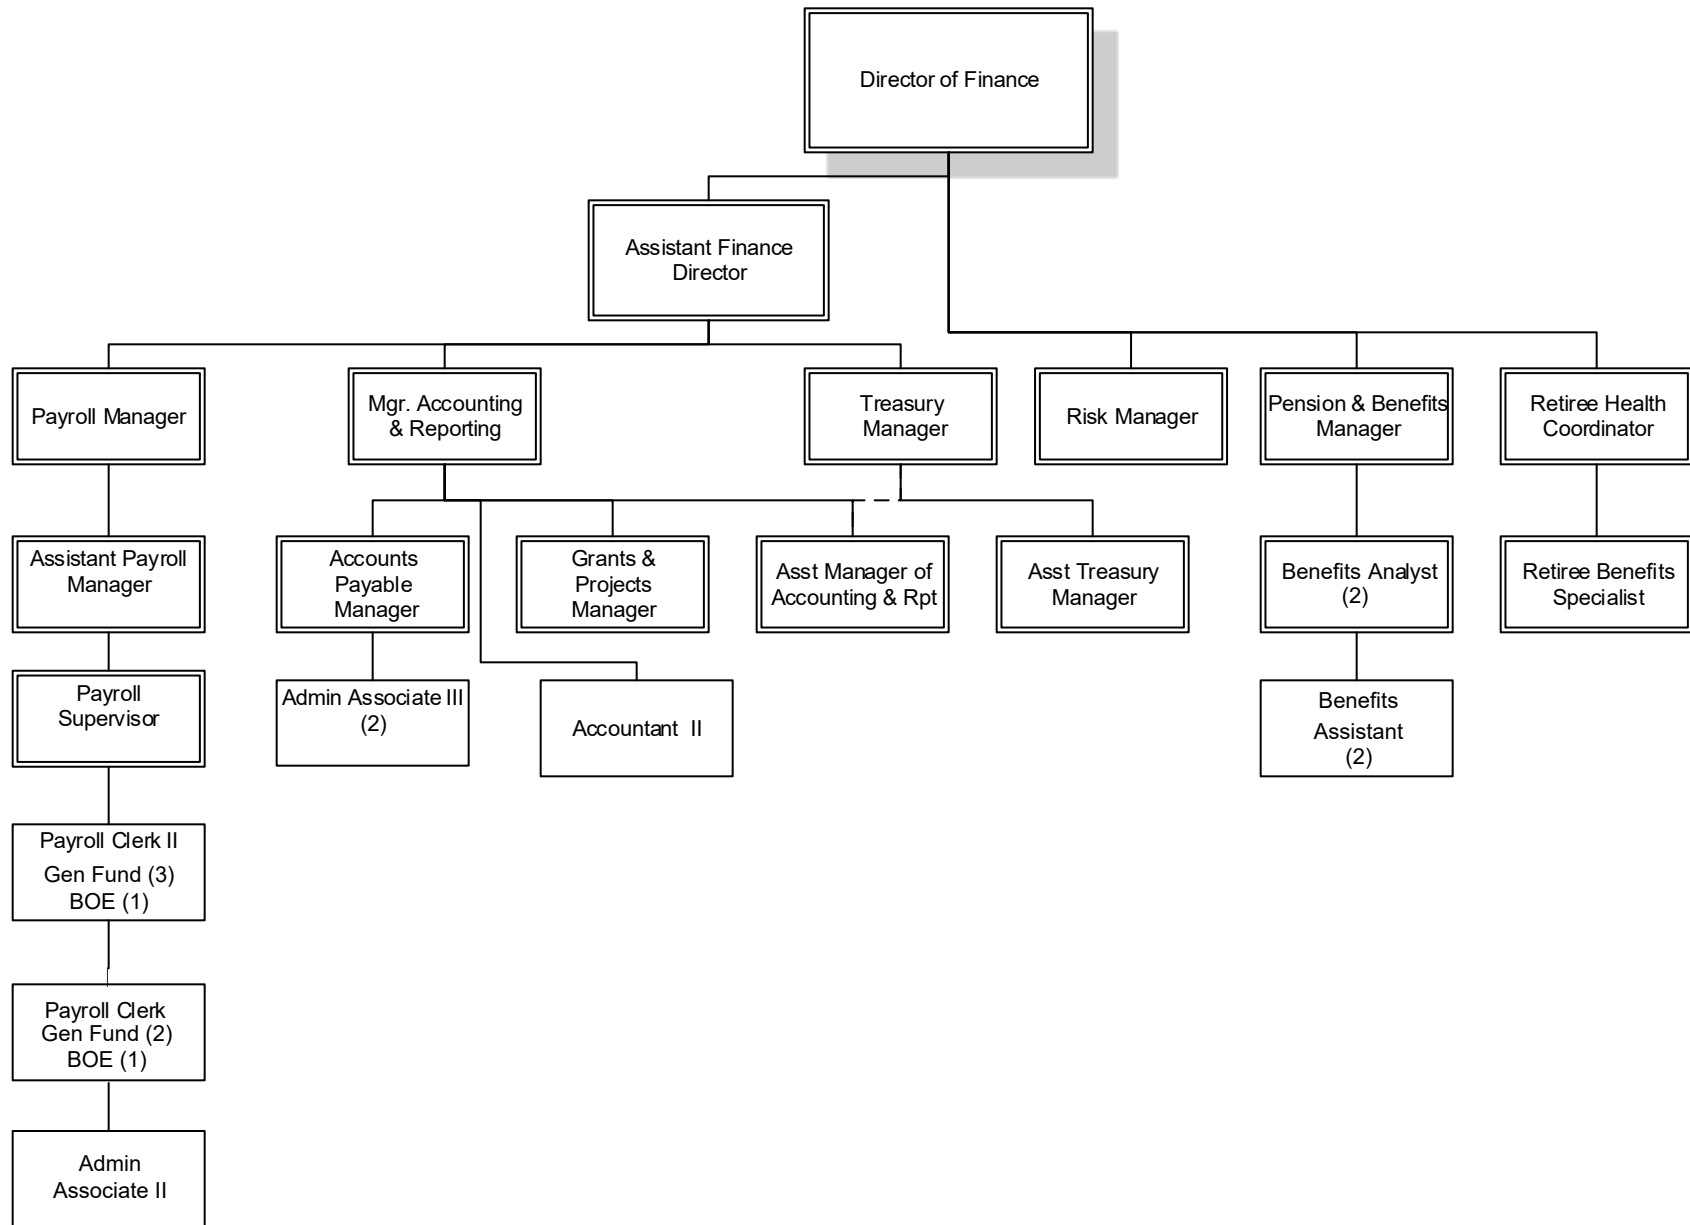 Director of Finance
Assistant Finance
Director
Payroll Manager
Mgr. Accounting
& Reporting
Treasury
Manager
Risk Manager
Pension & Benefits
Manager
Retiree Health
Coordinator
Assistant Payroll
Manager
Accounts
Payable
Manager
Grants &
Projects
Manager
Asst Manager of
Accounting & Rpt
Asst Treasury
Manager
Benefits Analyst
(2)
Retiree Benefits
Specialist
Payroll
Supervisor
Admin Associate III
(2)
Accountant II
Benefits
Assistant
(2)
Payroll Clerk II
Gen Fund (3)
BOE (1)
Payroll Clerk
Gen Fund (2)
BOE (1)
Admin
Associate II